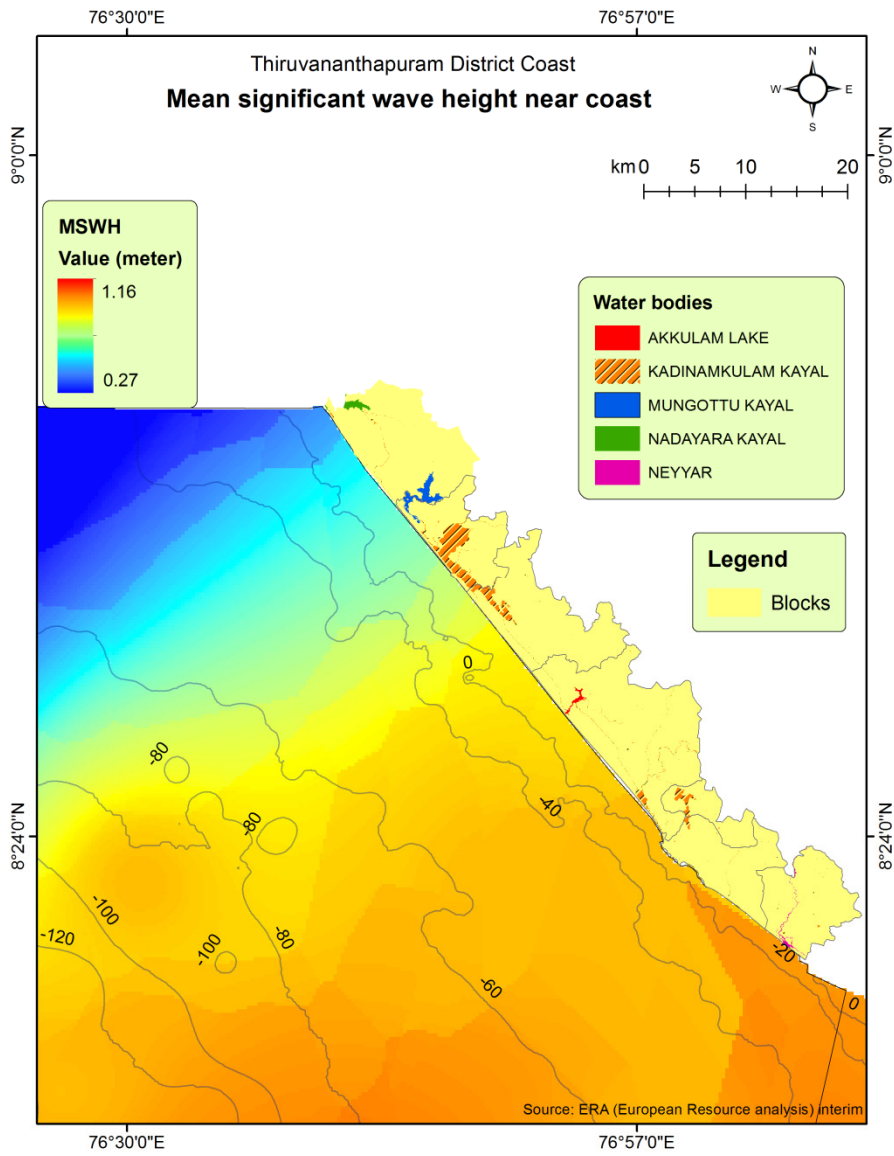 76°30'0"E
76°57'0"E
Thiruvananthapuram District Coast
Mean significant wave height near coast
N
W
E
S
9°0'0"N
9°0'0"N
km 0 5 10 20
MSWH
Value (meter)
1.16
0.27
Water bodies
AKKULAM LAKE
KADINAMKULAM KAYAL
MUNGOTTU KAYAL
NADAYARA KAYAL
NEYYAR
Legend
Blocks
0
-80
-40
-80
8°24'0"N
8°24'0"N
-100
-120
-100
-80
-60
-20
0
Source: ERA (European Resource analysis) interim
76°30'0"E
76°57'0"E